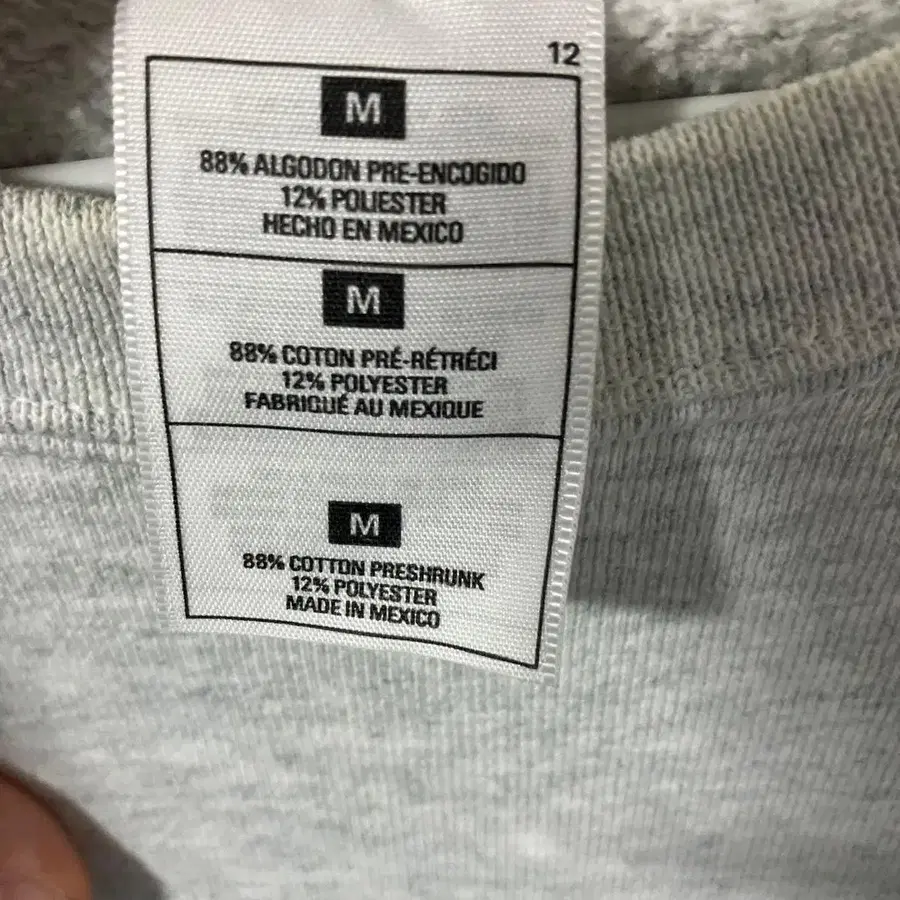 12
M
88% ALGODON PRE-ENCOGIDO
12% POLIESTER
HECHO EN MEXICO
M
88% COTON PRÉ-RÉTRÉCI
12% POLYESTER
FABRIQUÉ AU MEXIQUE
M
88% COTTON PRESHRUNK
12% POLYESTER
MADE IN MEXICO